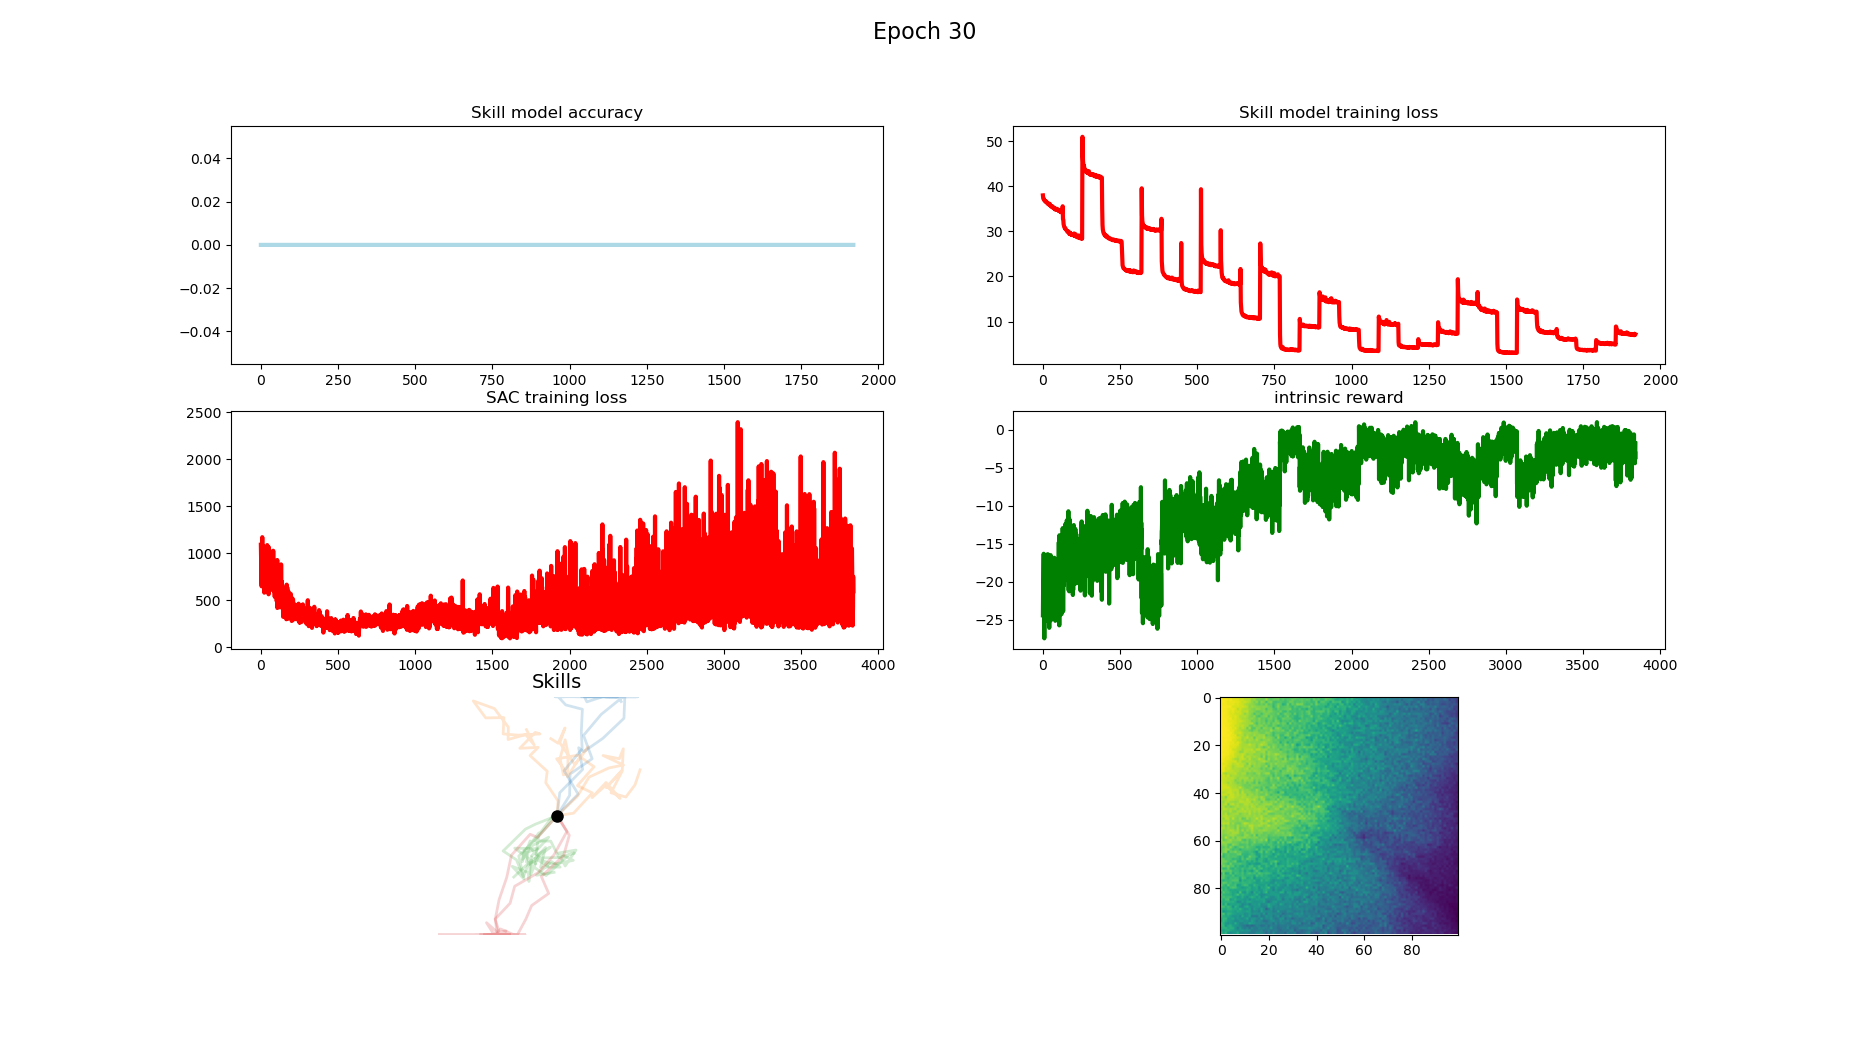 Epoch 30
Skill model accuracy
0.04
0.02
0.00
−0.02
−0.04
0 250 500 750 1000 1250 1500 1750 2000
Skill model training loss
50
40
30
20
10
0 250 500 750 1000 1250 1500 1750 2000
SAC training loss
2500
2000
1500
1000
500
0
0 500 1000 1500 2000 2500 3000 3500 4000
intrinsic reward
0
−5
−10
−15
−20
−25
0 500 1000 1500 2000 2500 3000 3500 4000
Skills
0
20
40
60
80
0 20 40 60 80